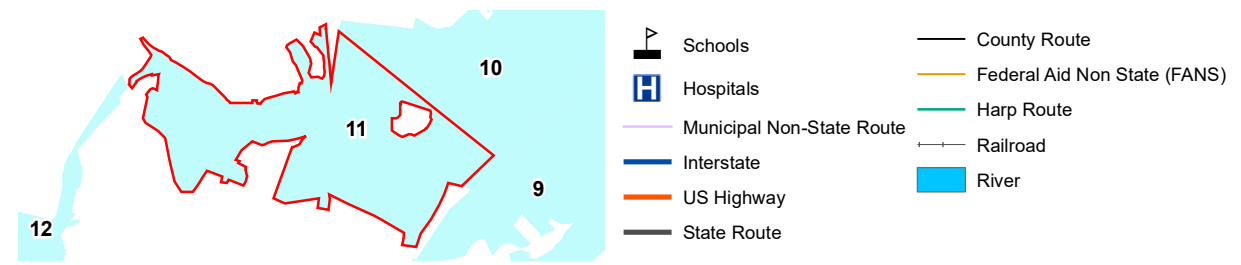 10
11
9
12
Schools
H
Hospitals
Municipal Non-State Route
Interstate
US Highway
State Route
County Route
Federal Aid Non State (FANS)
Harp Route
Railroad
River